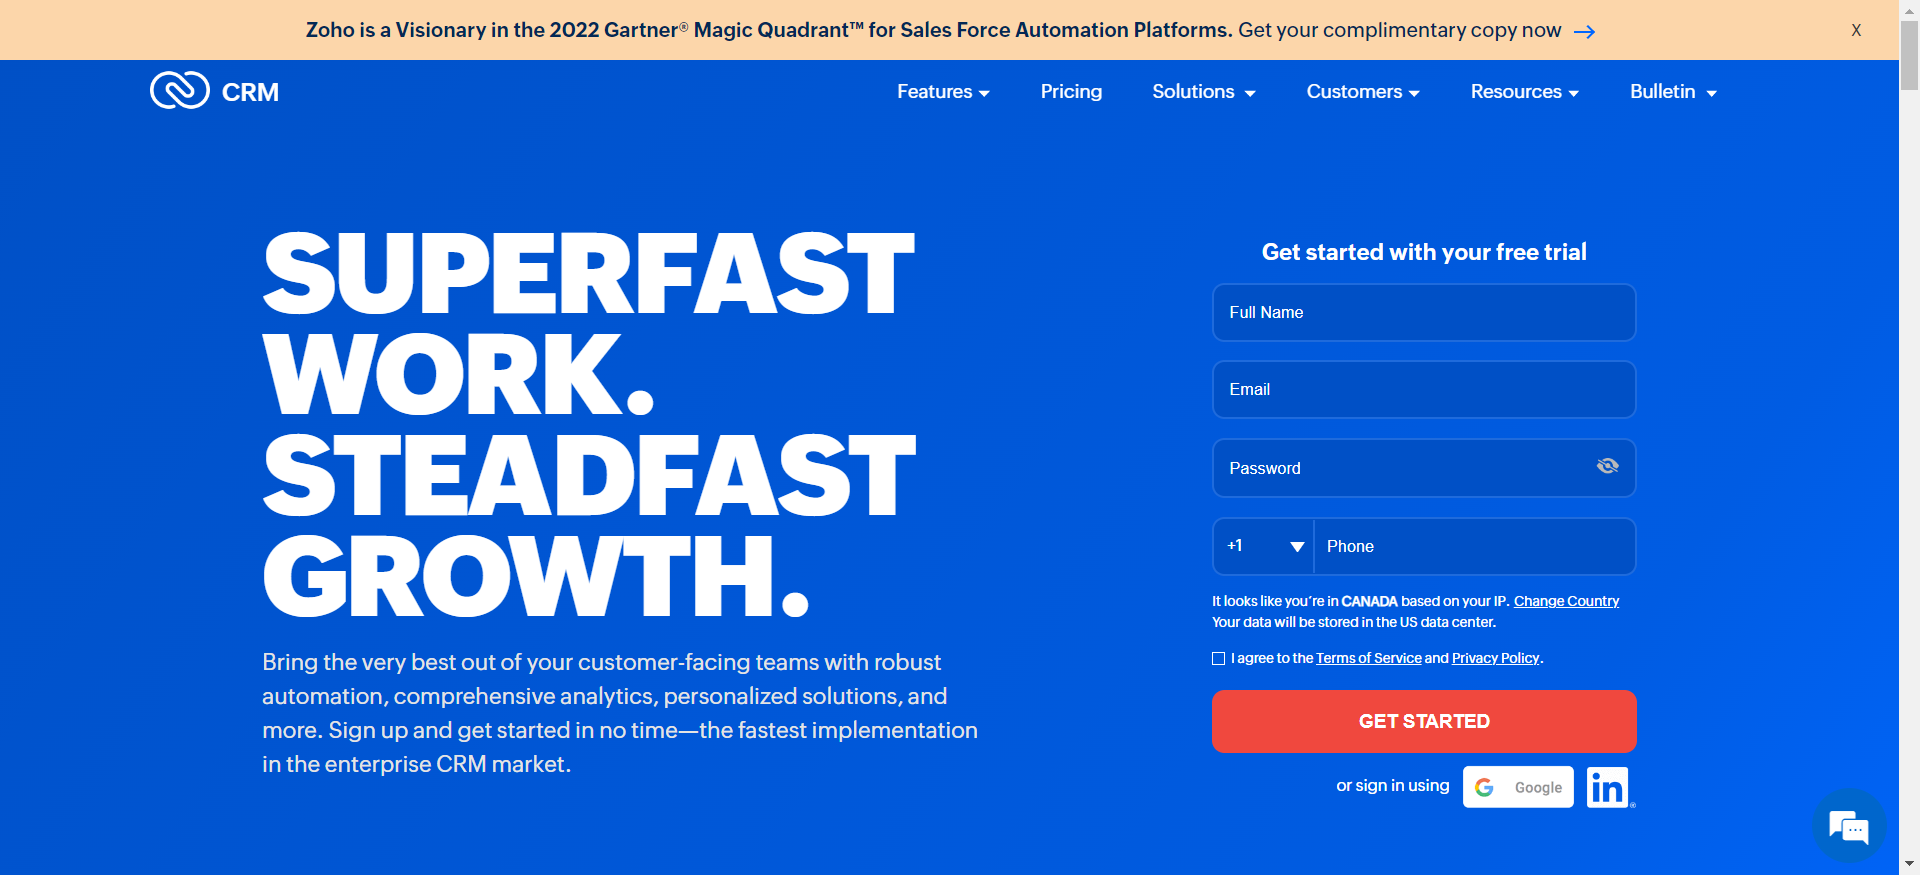 Zoho is a Visionary in the 2022 Gartner® Magic Quadrant™ for Sales Force Automation Platforms. Get your complimentary copy now → X
CRM Features Pricing Solutions Customers Resources Bulletin
SUPERFAST
WORK.
STEADFAST
GROWTH.
Bring the very best out of your customer-facing teams with robust
automation, comprehensive analytics, personalized solutions, and
more. Sign up and get started in no time—the fastest implementation
in the enterprise CRM market.
Get started with your free trial
Full Name
Email
Password
+1 Phone
It looks like you’re in CANADA based on your IP. Change Country
Your data will be stored in the US data center.
I agree to the Terms of Service and Privacy Policy.
GET STARTED
or sign in using G Google in®